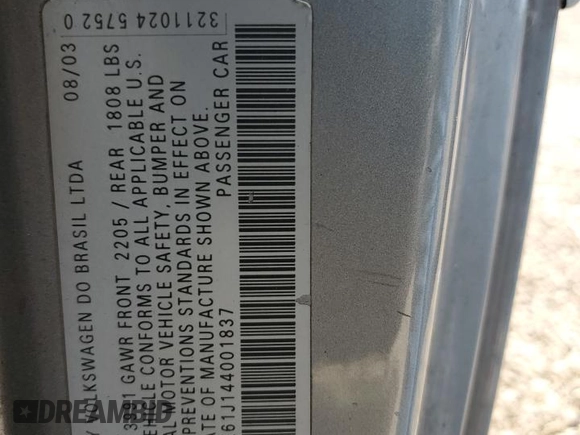 3211024 5752 0
VOLKSWAGEN DO BRASIL LTDA 08/03
GAWR FRONT 2205 / REAR 1808 LBS
CONFORMS TO ALL APPLICABLE U.S.
MOTOR VEHICLE SAFETY, BUMPER AND
PREVENTIONS STANDARDS IN EFFECT ON
OF MANUFACTURE SHOWN ABOVE.
61J144001837 PASSENGER CAR
DREAMBID